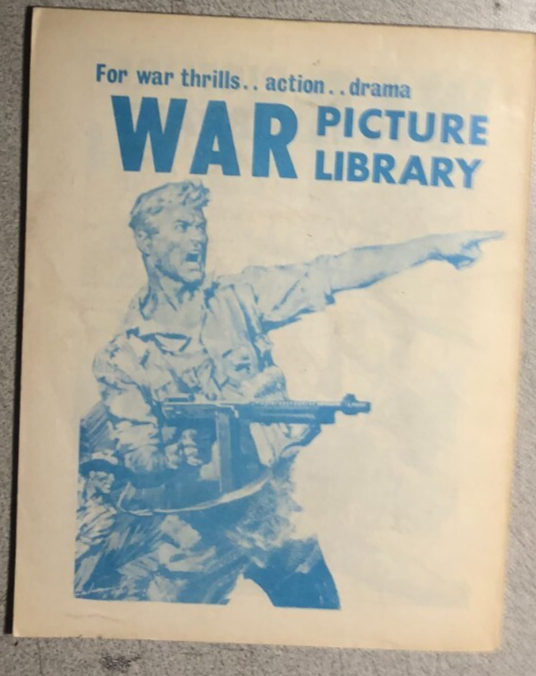 For war thrills.. action.. drama
WAR PICTURE
LIBRARY